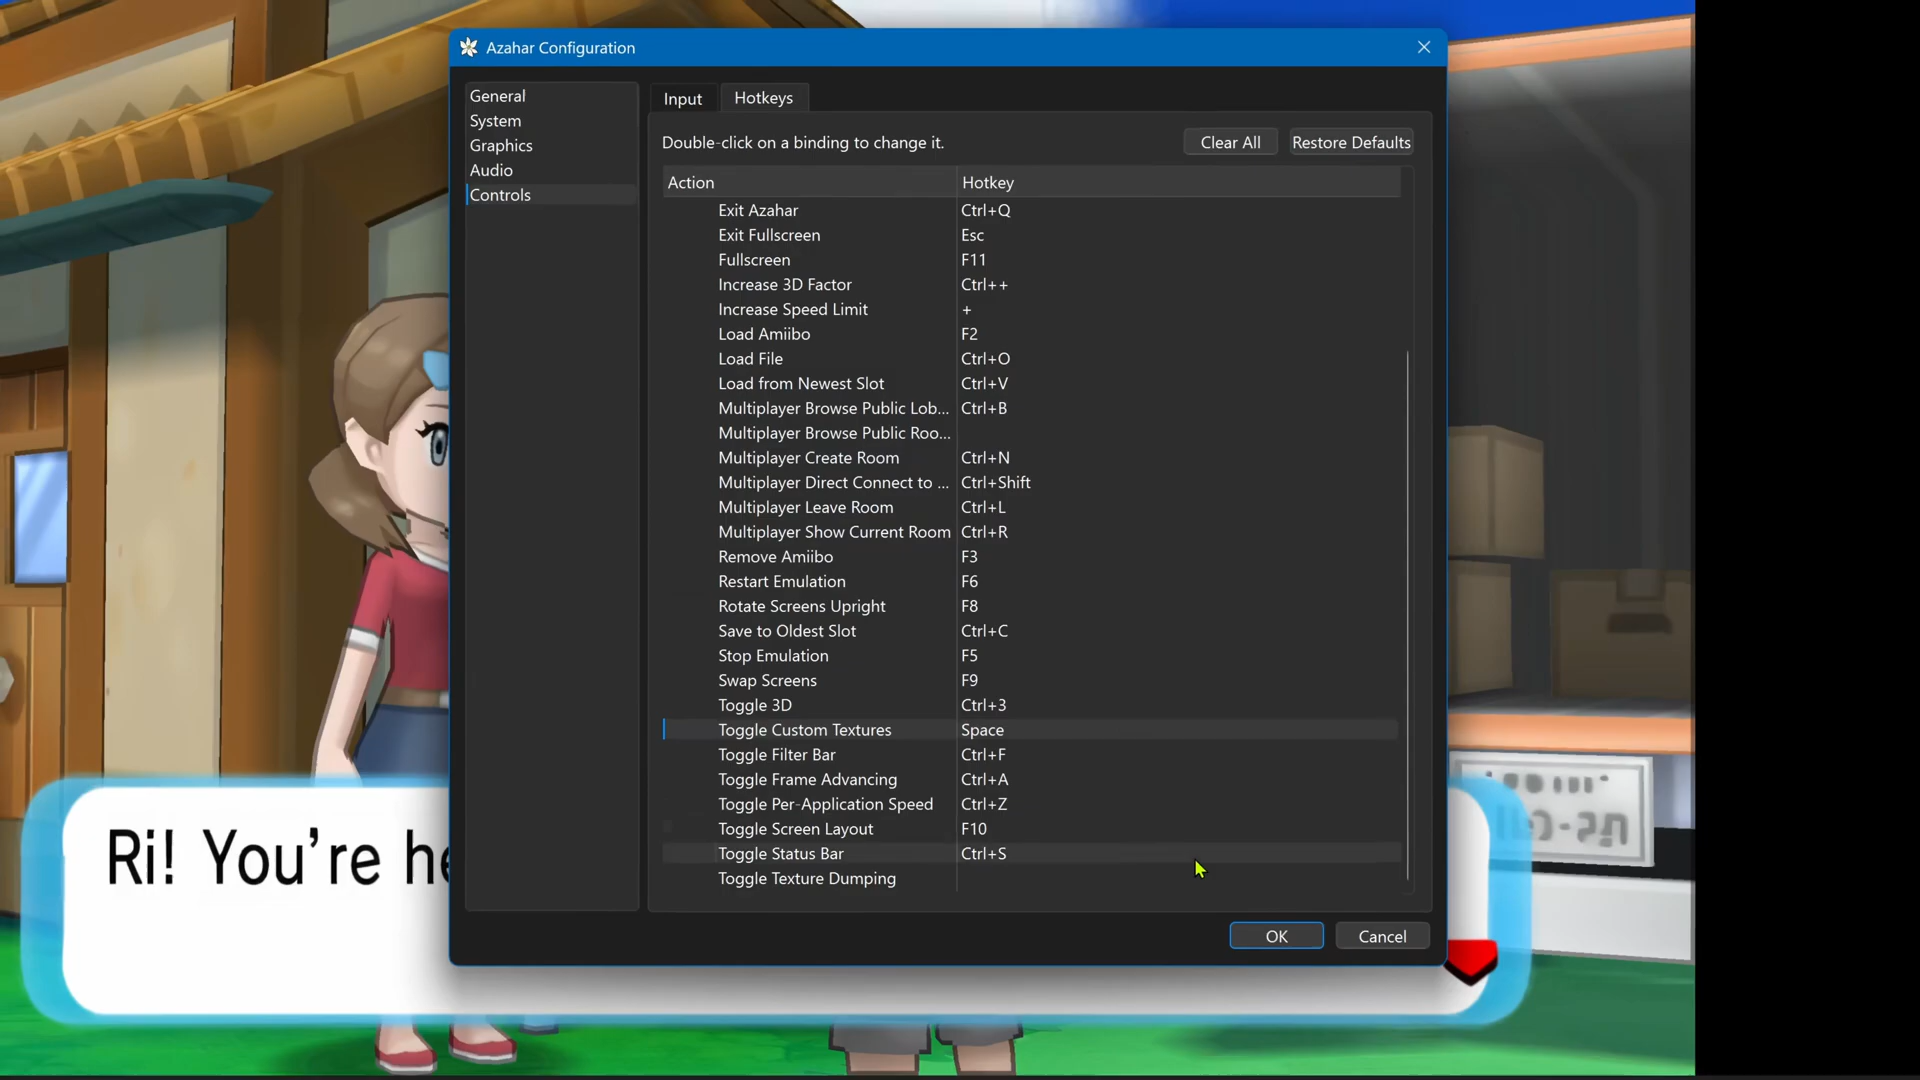 Azahar Configuration
General
System
Graphics
Audio
Controls
Input
Hotkeys
Double-click on a binding to change it.
Clear All
Restore Defaults
Action Hotkey
Exit Azahar Ctrl+Q
Exit Fullscreen Esc
Fullscreen F11
Increase 3D Factor Ctrl++
Increase Speed Limit +
Load Amiibo F2
Load File Ctrl+O
Load from Newest Slot Ctrl+V
Multiplayer Browse Public Lob... Ctrl+B
Multiplayer Browse Public Roo...
Multiplayer Create Room Ctrl+N
Multiplayer Direct Connect to ... Ctrl+Shift
Multiplayer Leave Room Ctrl+L
Multiplayer Show Current Room Ctrl+R
Remove Amiibo F3
Restart Emulation F6
Rotate Screens Upright F8
Save to Oldest Slot Ctrl+C
Stop Emulation F5
Swap Screens F9
Toggle 3D Ctrl+3
Toggle Custom Textures Space
Toggle Filter Bar Ctrl+F
Toggle Frame Advancing Ctrl+A
Toggle Per-Application Speed Ctrl+Z
Toggle Screen Layout F10
Toggle Status Bar Ctrl+S
Toggle Texture Dumping
OK
Cancel
Ri! You're he